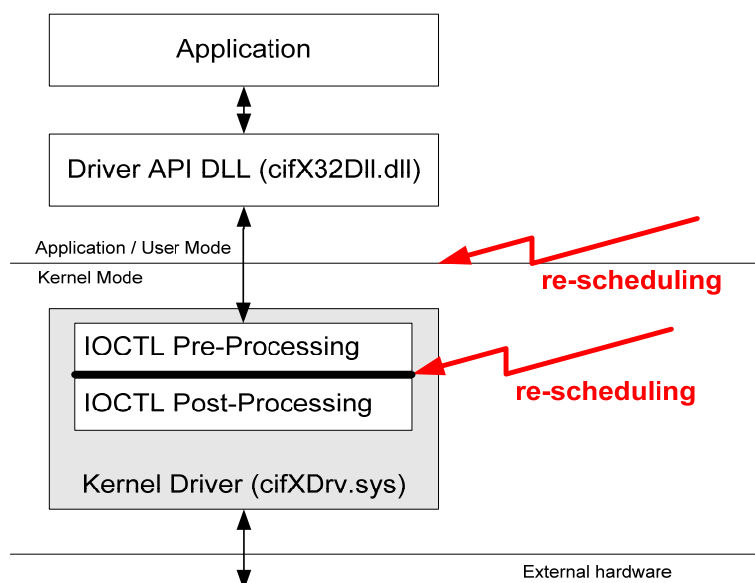 Application
Driver API DLL (cifX32Dll.dll)
Application / User Mode
Kernel Mode
re-scheduling
IOCTL Pre-Processing
re-scheduling
IOCTL Post-Processing
Kernel Driver (cifXDrv.sys)
External hardware